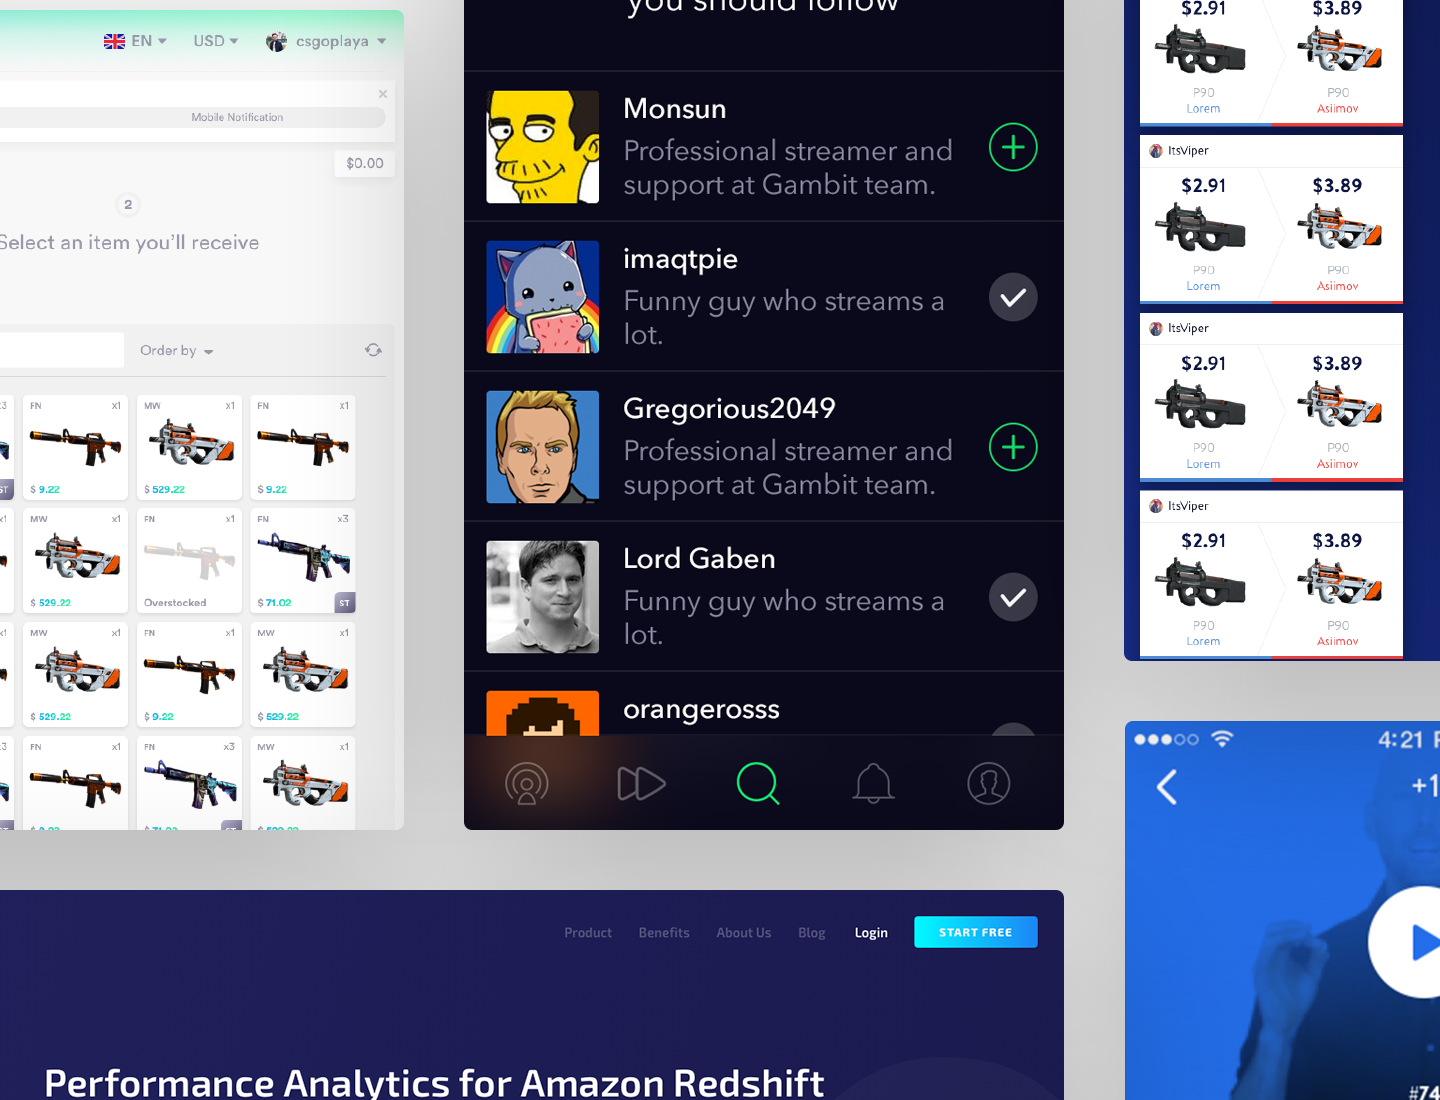 EN
USD
csgoplaya
Mobile Notification
$0.00
2
Select an item you'll receive
Order by
x3
FN x1
MW x1
FN x1
ST
$ 9.22
$ 529.22
$ 9.22
x1
MW x1
FN x1
FN x3
$ 529.22
Overstocked
$ 71.02
ST
x1
MW x1
FN x1
MW x1
$ 529.22
$ 9.22
$ 529.22
x3
FN x1
FN x3
MW x1
ST
you should follow
Monsun
Professional streamer and
support at Gambit team.
imaqtpie
Funny guy who streams a
lot.
Gregorious2049
Professional streamer and
support at Gambit team.
Lord Gaben
Funny guy who streams a
lot.
orangerosss
$2.91 $3.89
P90 P90
Lorem Asiimov
ItsViper
$2.91 $3.89
P90 P90
Lorem Asiimov
ItsViper
$2.91 $3.89
P90 P90
Lorem Asiimov
ItsViper
$2.91 $3.89
P90 P90
Lorem Asiimov
4:21 P
+1
#74
Product Benefits About Us Blog Login START FREE
Performance Analytics for Amazon Redshift